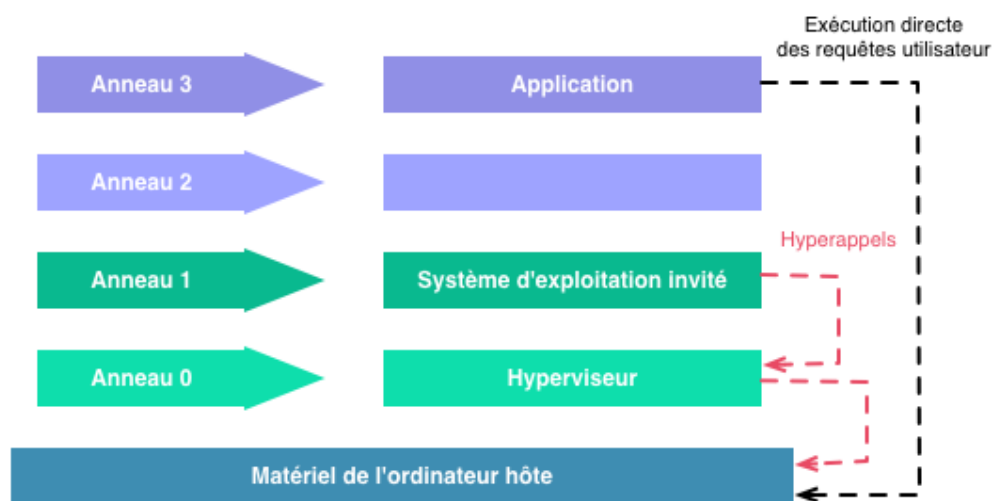 Exécution directe
des requêtes utilisateur
Anneau 3
Application
Anneau 2
Hyperappels
Anneau 1
Système d'exploitation invité
Anneau 0
Hyperviseur
Matériel de l'ordinateur hôte